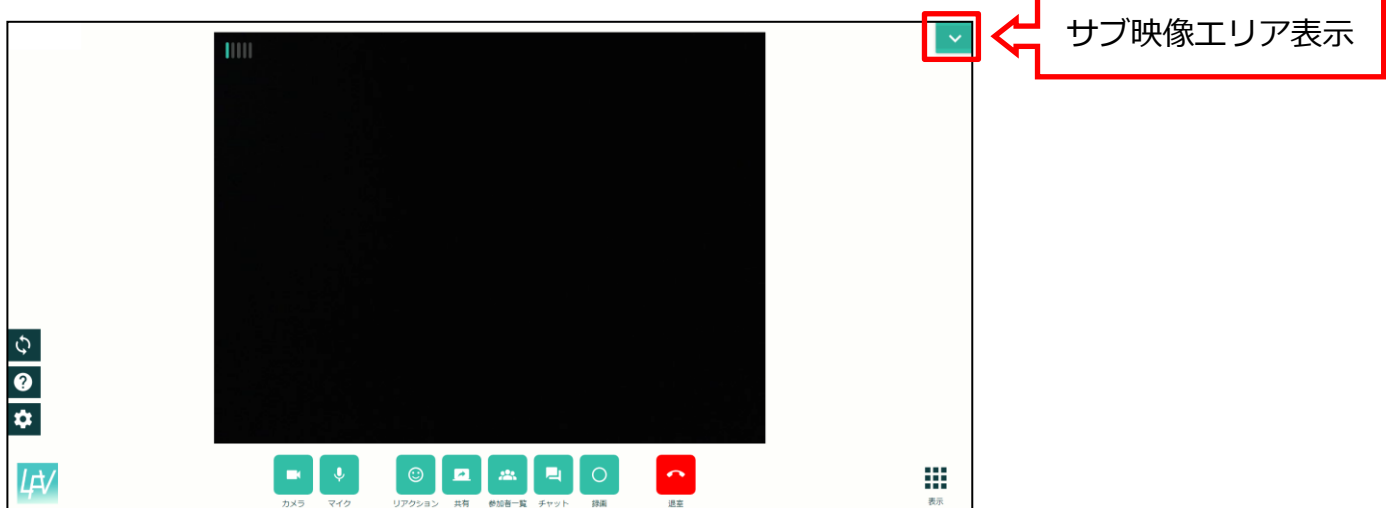 サブ映像エリア表示
LFV
カメラ マイク リアクション 共有 参加者一覧 チャット 録画 退室 表示